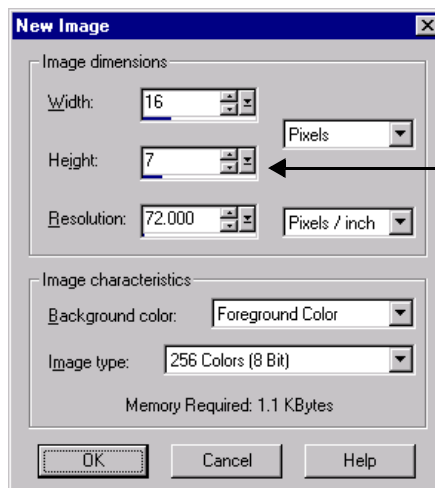 New Image
Image dimensions
Width: 16
Pixels
Height: 7
Resolution: 72.000 Pixels / inch
Image characteristics
Background color: Foreground Color
Image type: 256 Colors (8 Bit)
Memory Required: 1.1 KBytes
OK Cancel Help